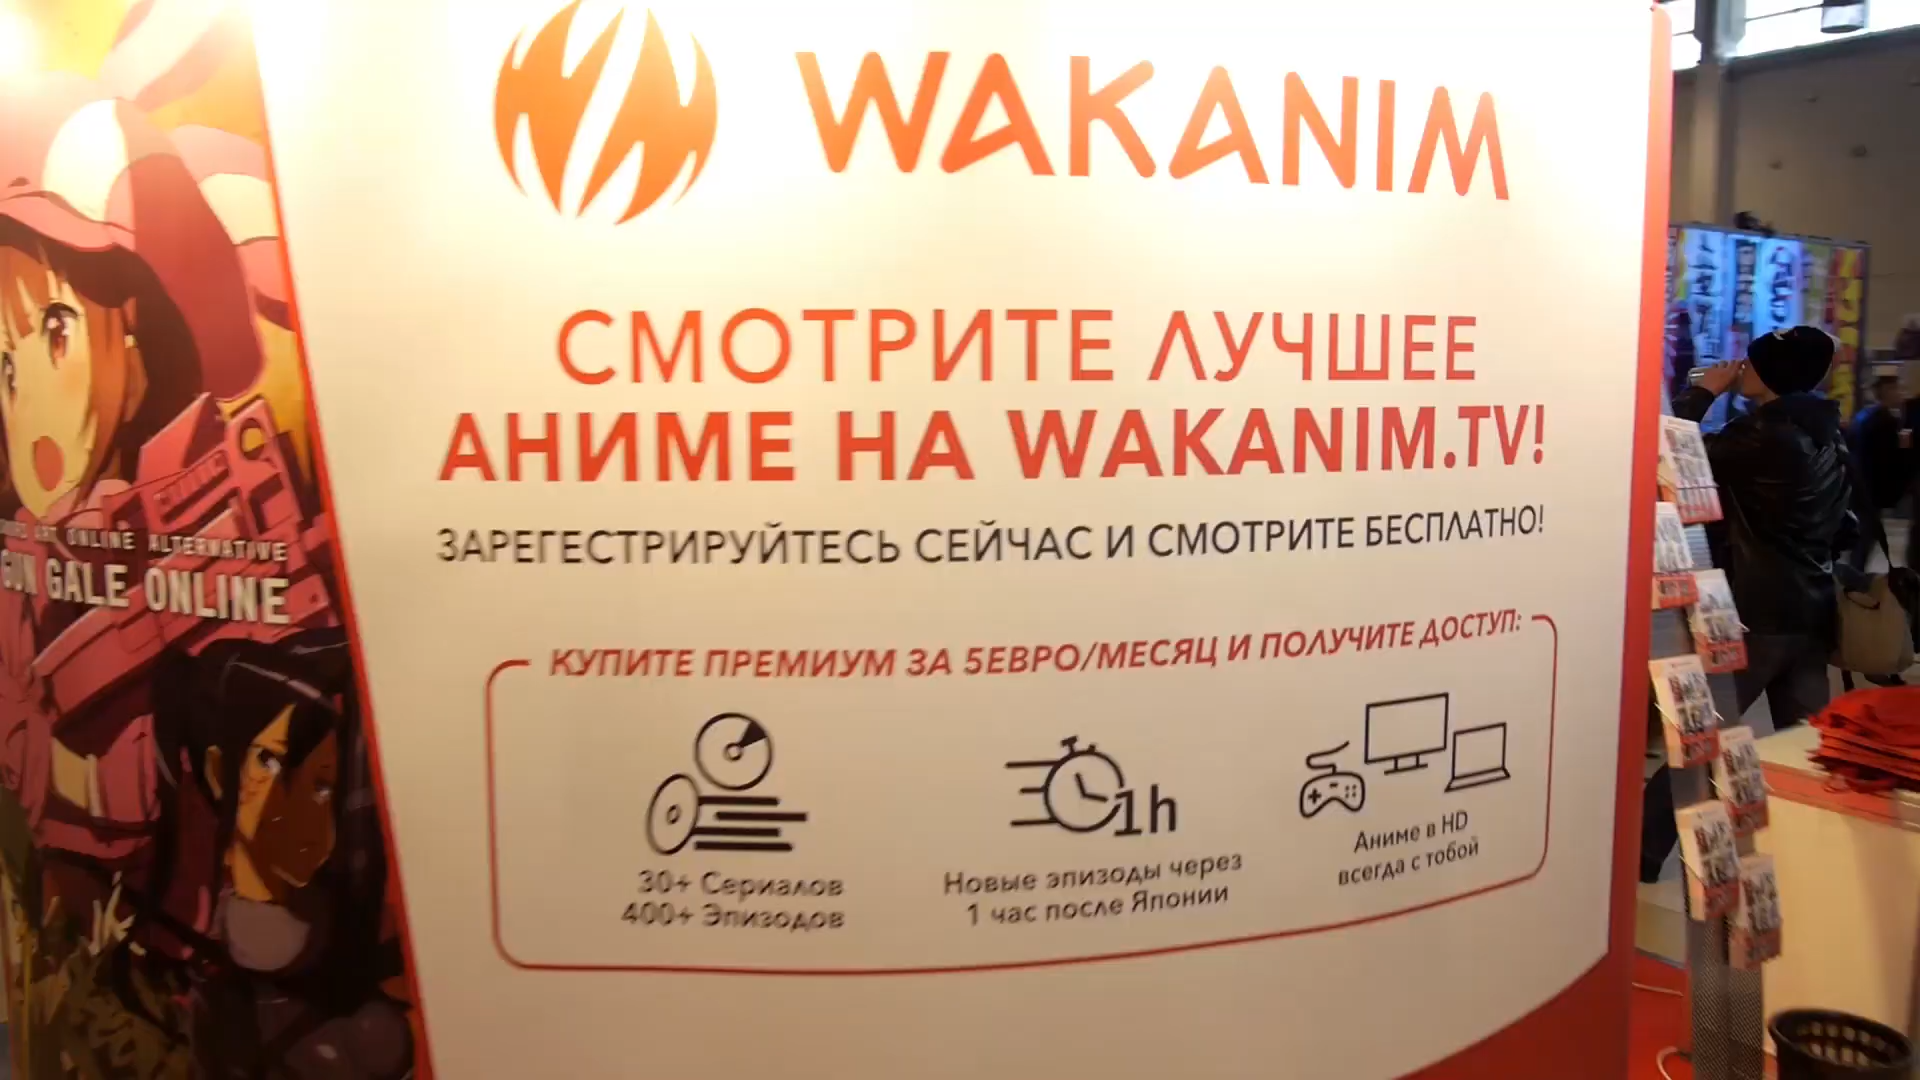 WAKANIM
СМОТРИТЕ ЛУЧШЕЕ
АНИМЕ НА WAKANIM.TV!
ЗАРЕГЕСТРИРУЙТЕСЬ СЕЙЧАС И СМОТРИТЕ БЕСПЛАТНО!
КУПИТЕ ПРЕМИУМ ЗА 5ЕВРО/МЕСЯЦ И ПОЛУЧИТЕ ДОСТУП:
1h
30+ Сериалов
400+ Эпизодов
Новые эпизоды через
1 час после Японии
Аниме в HD
всегда с тобой
ART ONLINE ALTERNATIVE
GUN GALE ONLINE